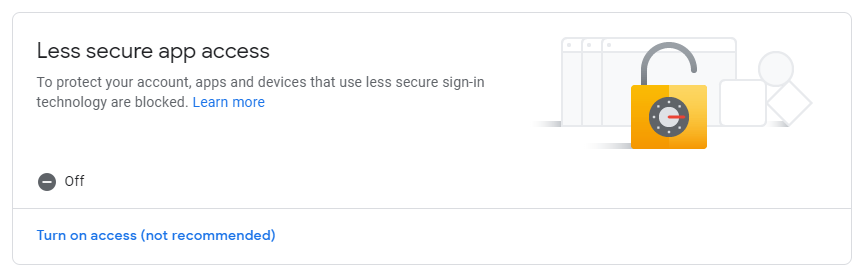 Less secure app access
To protect your account, apps and devices that use less secure sign-in
technology are blocked. Learn more
Off
Turn on access (not recommended)